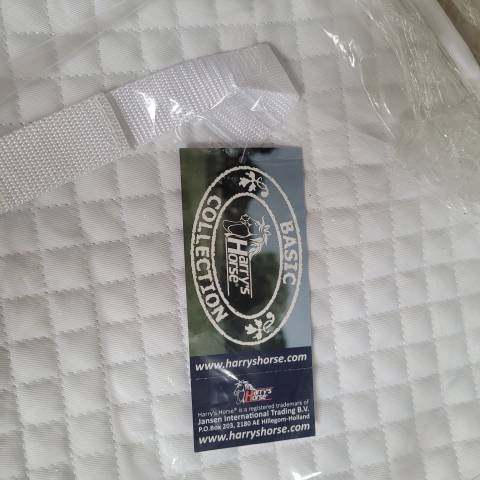 BASIC
Harry's
Horse
COLLECTION
www.harryshorse.com
Harry's
Horse
Harry's Horse® is a registered trademark of
Jansen International Trading B.V.
P.O.Box 203, 2180 AE Hillegom-Holland
www.harryshorse.com